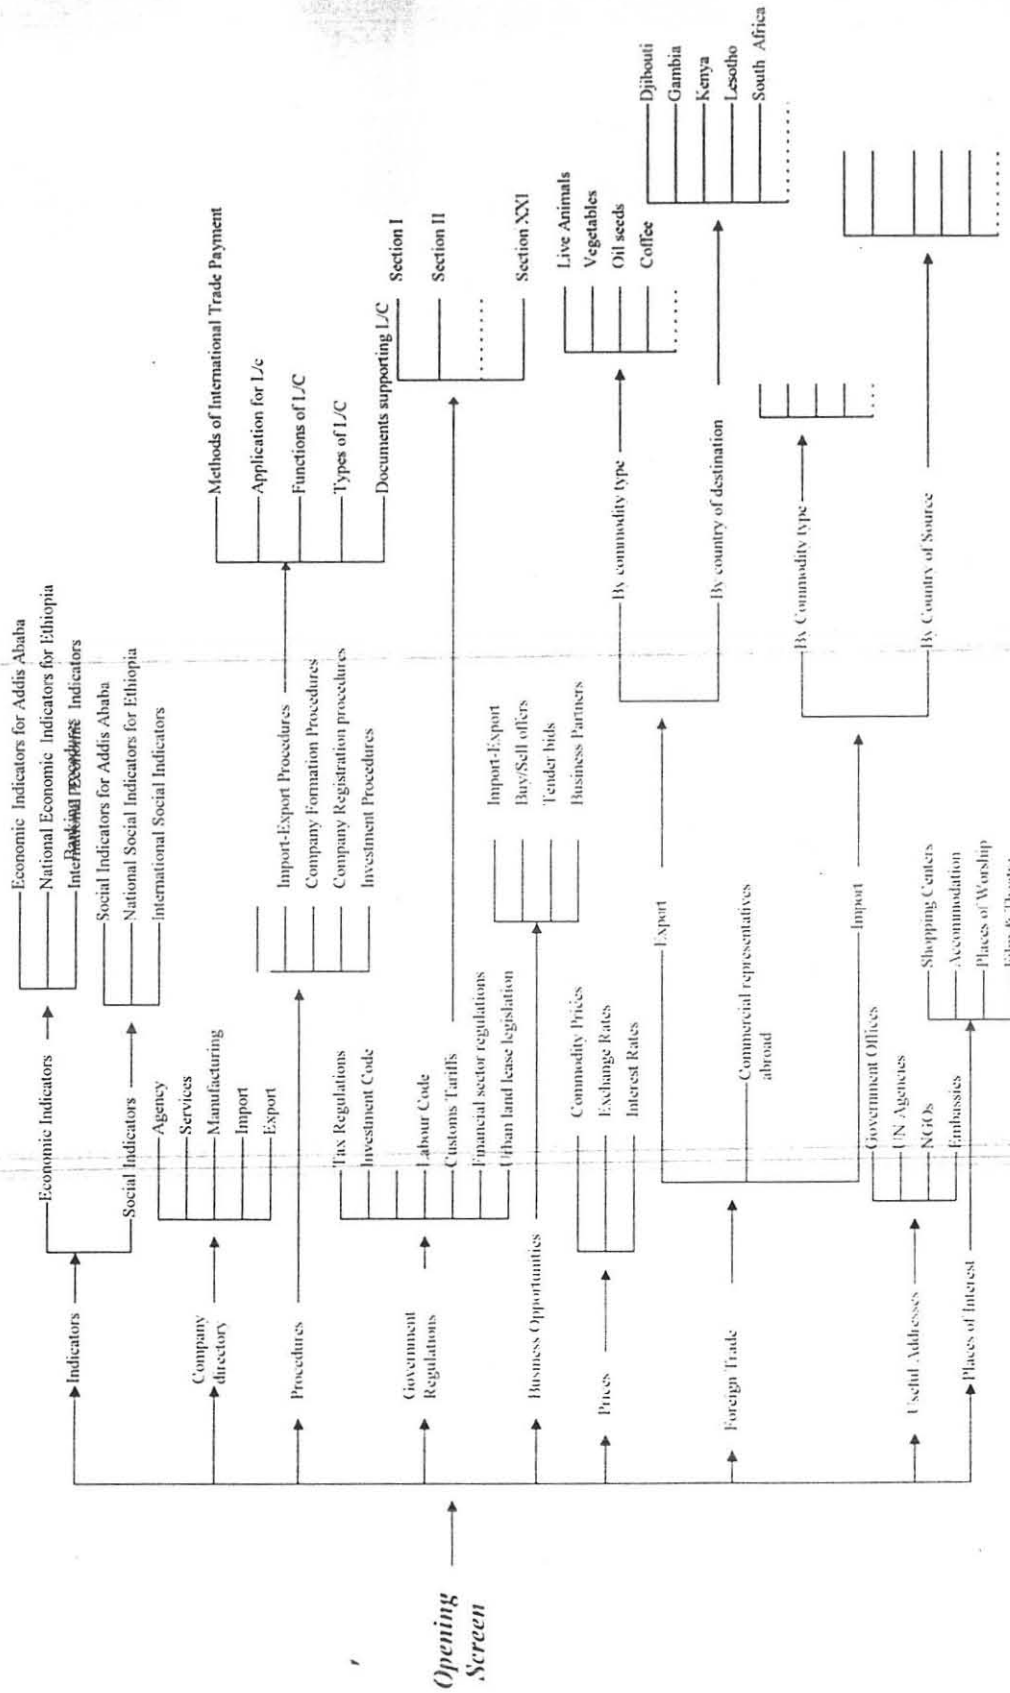 Opening
Screen
Indicators
Economic Indicators
Economic Indicators for Addis Ababa
National Economic Indicators for Ethiopia
International Economic Indicators
Social Indicators
Social Indicators for Addis Ababa
National Social Indicators for Ethiopia
International Social Indicators
Company
directory
Agency
Services
Manufacturing
Import
Export
Procedures
Banking procedures
Import-Export Procedures
Company Formation Procedures
Company Registration procedures
Investment Procedures
Methods of International Trade Payment
Application for L/c
Functions of L/C
Types of L/C
Documents supporting L/C
Government
Regulations
Tax Regulations
Investment Code
Labour Code
Customs Tariffs
Financial sector regulations
Urban land lease legislation
Section I
Section II
........
Section XXI
Business Opportunities
Import-Export
Buy/Sell offers
Tender bids
Business Partners
Prices
Commodity Prices
Exchange Rates
Interest Rates
Foreign Trade
Export
By commodity type
Live Animals
Vegetables
Oil seeds
Coffee
......
By country of destination
Djibouti
Gambia
Kenya
Lesotho
South Africa
........
Commercial representatives
abroad
Import
By Commodity type
....
By Country of Source
........
Useful Addresses
Government Offices
UN Agencies
NGOs
Embassies
Places of Interest
Shopping Centers
Accommodation
Places of Worship